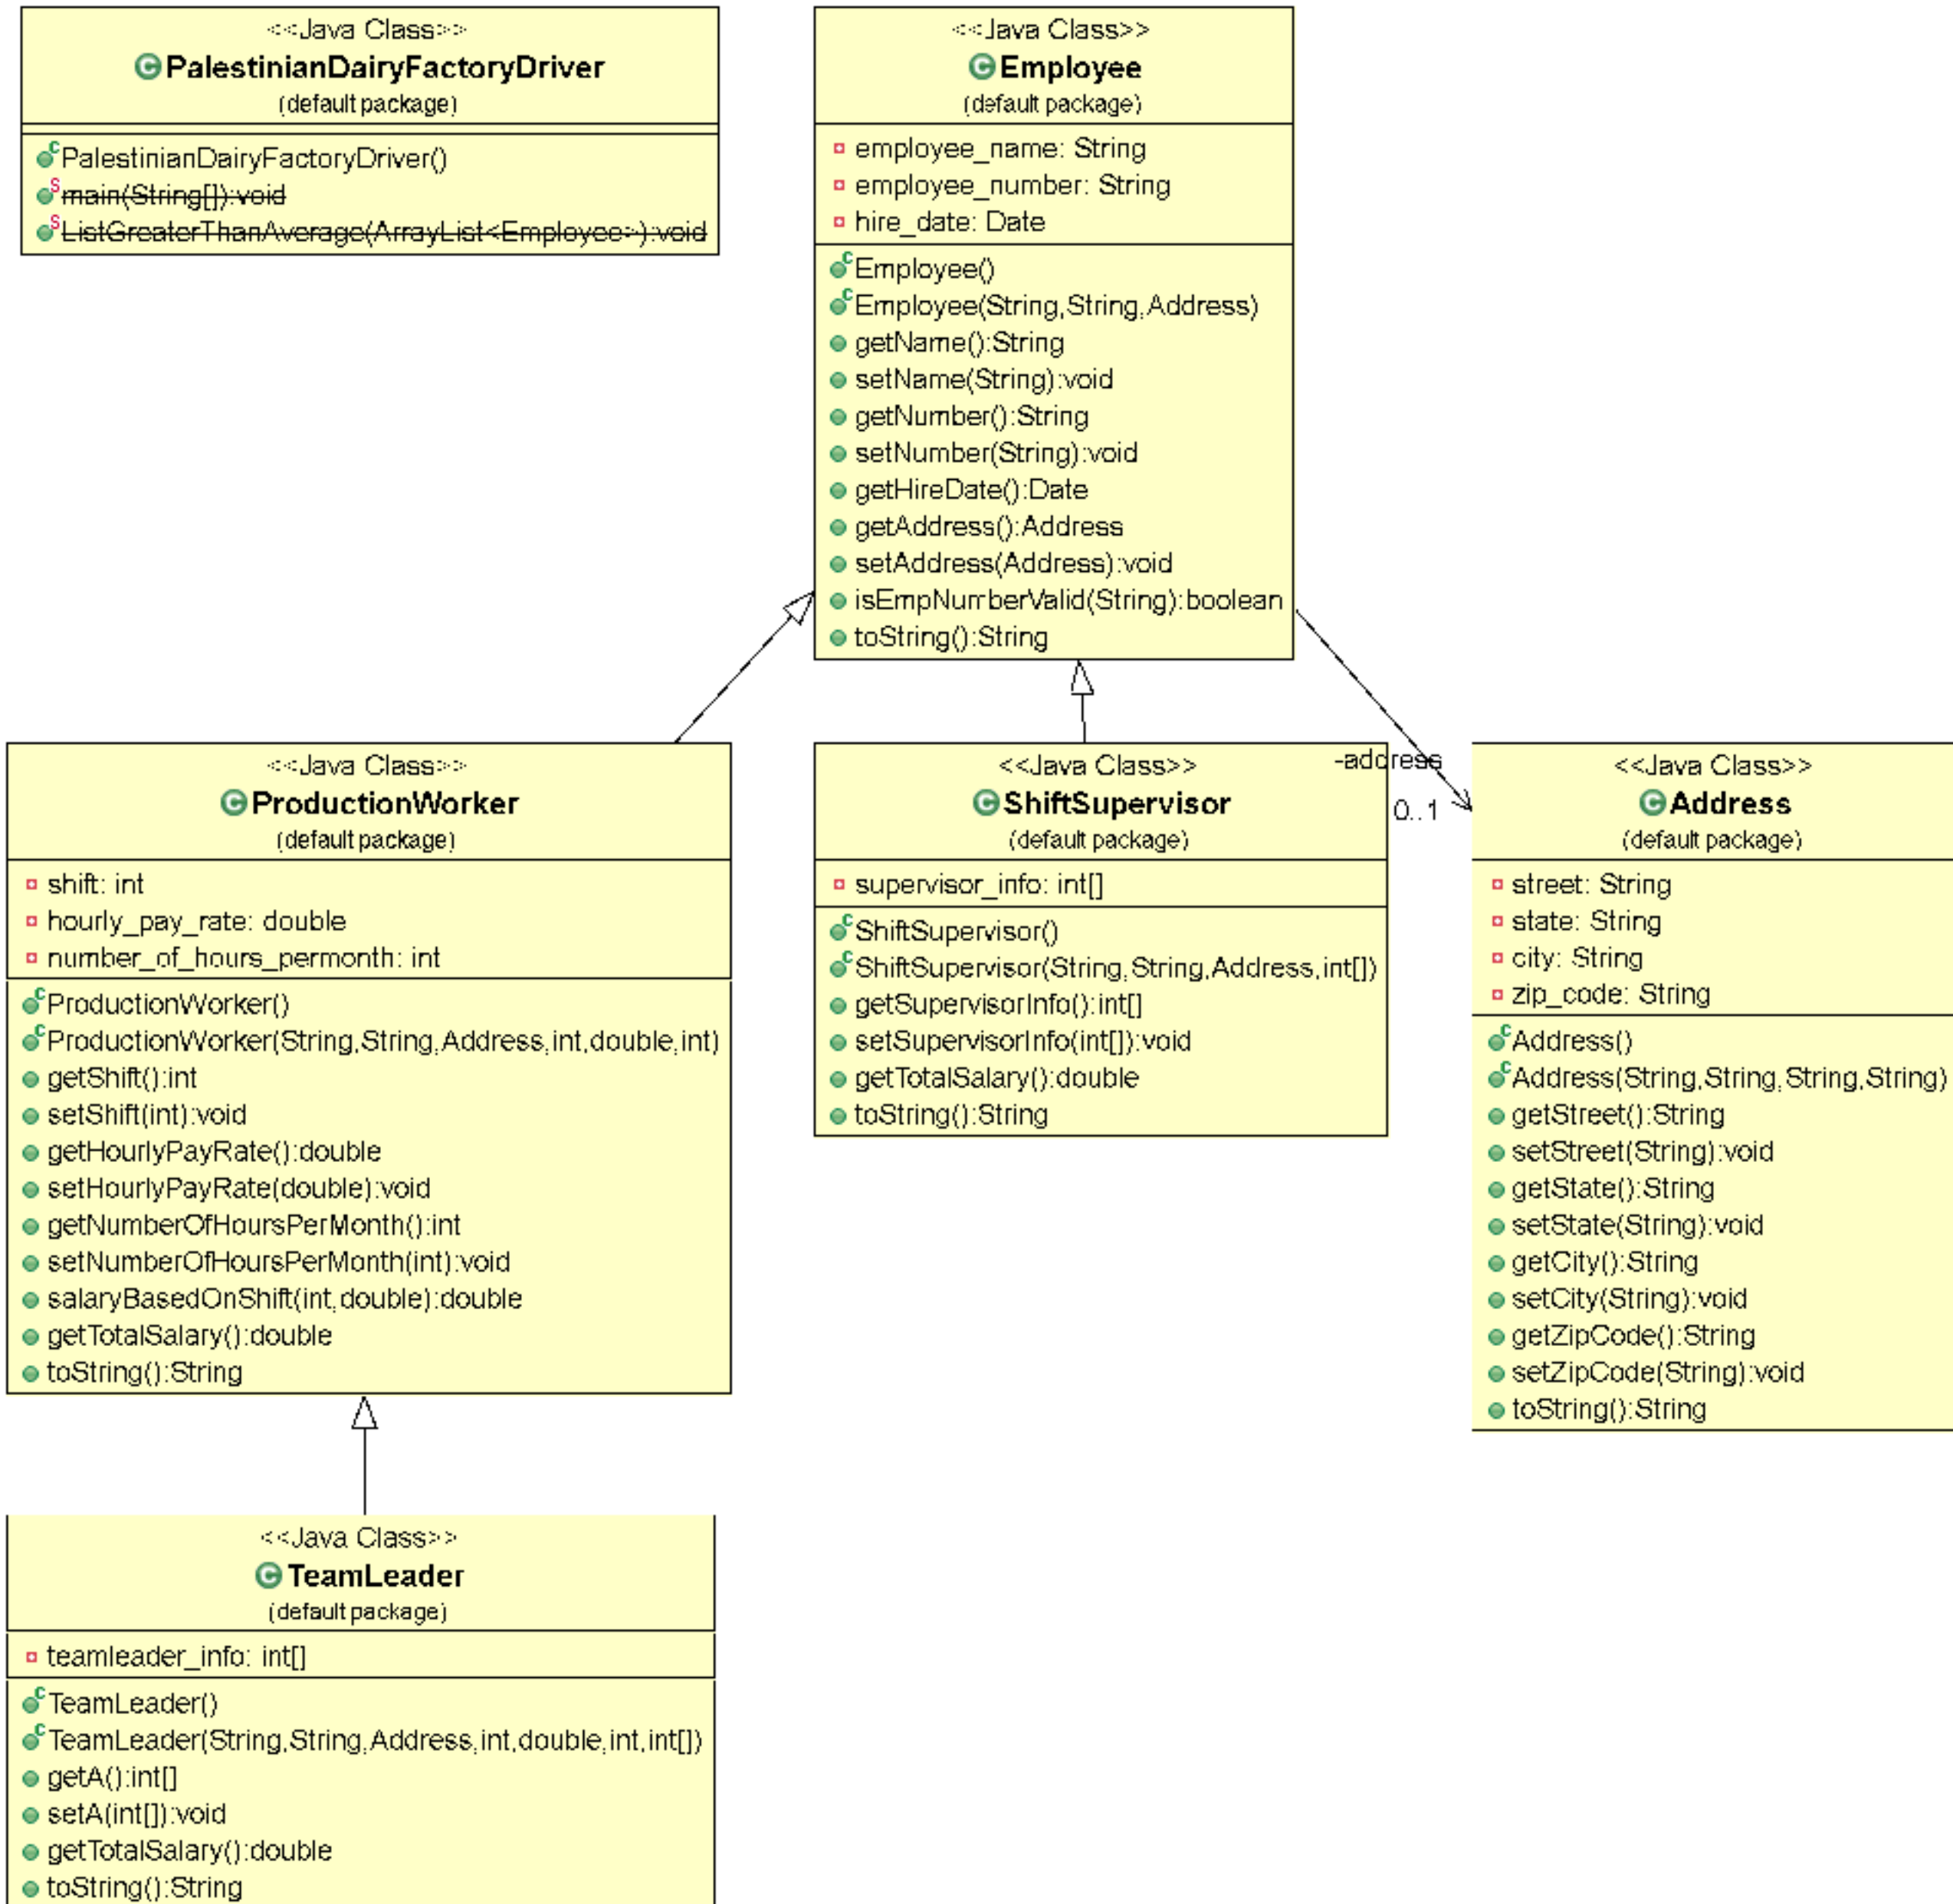 <<Java Class>>
PalestinianDairyFactoryDriver
(default package)
PalestinianDairyFactoryDriver()
main(String[]):void
ListGreaterThanAverage(ArrayList<Employee>):void
<<Java Class>>
Employee
(default package)
employee_name: String
employee_number: String
hire_date: Date
Employee()
Employee(String,String,Address)
getName():String
setName(String):void
getNumber():String
setNumber(String):void
getHireDate():Date
getAddress():Address
setAddress(Address):void
isEmpNumberValid(String):boolean
toString():String
<<Java Class>>
ProductionWorker
(default package)
shift: int
hourly_pay_rate: double
number_of_hours_permonth: int
ProductionWorker()
ProductionWorker(String,String,Address,int,double,int)
getShift():int
setShift(int):void
getHourlyPayRate():double
setHourlyPayRate(double):void
getNumberOfHoursPerMonth():int
setNumberOfHoursPerMonth(int):void
salaryBasedOnShift(int,double):double
getTotalSalary():double
toString():String
<<Java Class>>
ShiftSupervisor
(default package)
supervisor_info: int[]
ShiftSupervisor()
ShiftSupervisor(String,String,Address,int[])
getSupervisorInfo():int[]
setSupervisorInfo(int[]):void
getTotalSalary():double
toString():String
-address
0..1
<<Java Class>>
Address
(default package)
street: String
state: String
city: String
zip_code: String
Address()
Address(String,String,String,String)
getStreet():String
setStreet(String):void
getState():String
setState(String):void
getCity():String
setCity(String):void
getZipCode():String
setZipCode(String):void
toString():String
<<Java Class>>
TeamLeader
(default package)
teamleader_info: int[]
TeamLeader()
TeamLeader(String,String,Address,int,double,int,int[])
getA():int[]
setA(int[]):void
getTotalSalary():double
toString():String